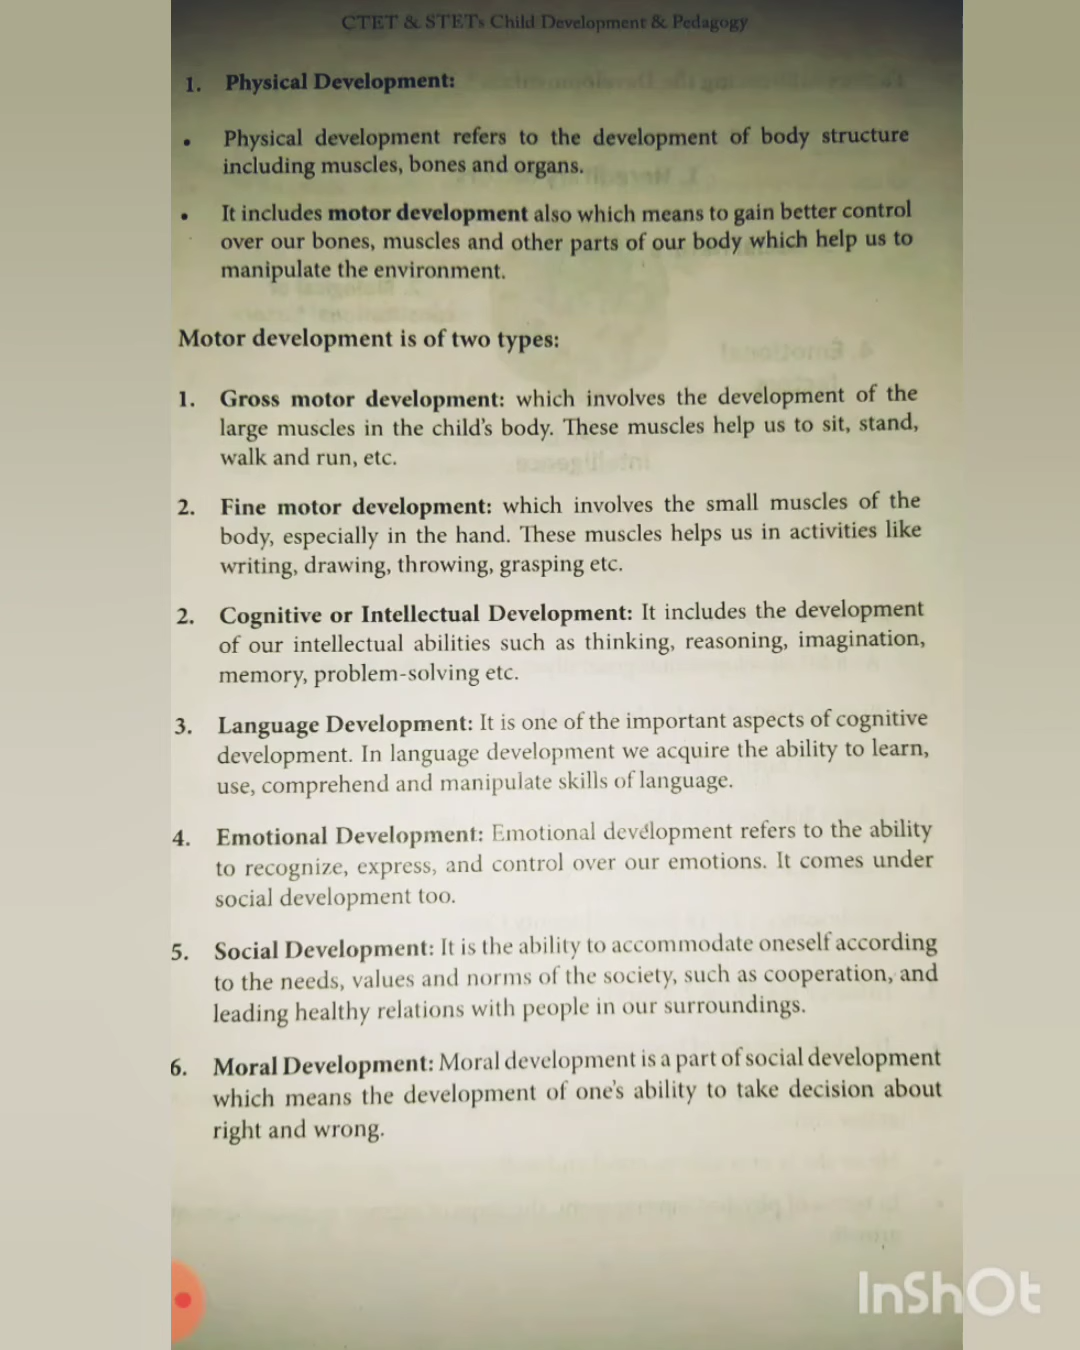 CTET & STETs Child Development & Pedagogy
1. Physical Development:
• Physical development refers to the development of body structure
including muscles, bones and organs.
• It includes motor development also which means to gain better control
over our bones, muscles and other parts of our body which help us to
manipulate the environment.
Motor development is of two types:
1. Gross motor development: which involves the development of the
large muscles in the child's body. These muscles help us to sit, stand,
walk and run, etc.
2. Fine motor development: which involves the small muscles of the
body, especially in the hand. These muscles helps us in activities like
writing, drawing, throwing, grasping etc.
2. Cognitive or Intellectual Development: It includes the development
of our intellectual abilities such as thinking, reasoning, imagination,
memory, problem-solving etc.
3. Language Development: It is one of the important aspects of cognitive
development. In language development we acquire the ability to learn,
use, comprehend and manipulate skills of language.
4. Emotional Development: Emotional development refers to the ability
to recognize, express, and control over our emotions. It comes under
social development too.
5. Social Development: It is the ability to accommodate oneself according
to the needs, values and norms of the society, such as cooperation, and
leading healthy relations with people in our surroundings.
6. Moral Development: Moral development is a part of social development
which means the development of one's ability to take decision about
right and wrong.
InShOt